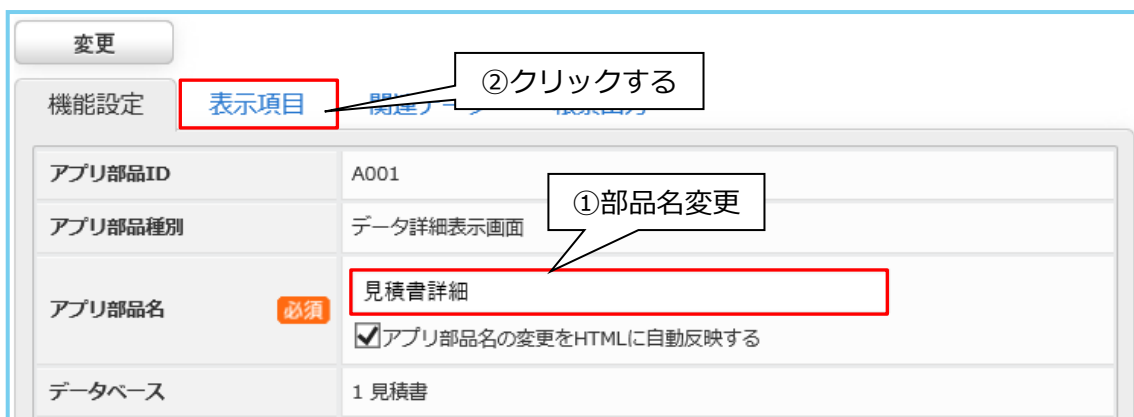 変更
②クリックする
機能設定 表示項目
アプリ部品ID A001
①部品名変更
アプリ部品種別 データ詳細表示画面
アプリ部品名 必須 見積書詳細
アプリ部品名の変更をHTMLに自動反映する
データベース 1 見積書